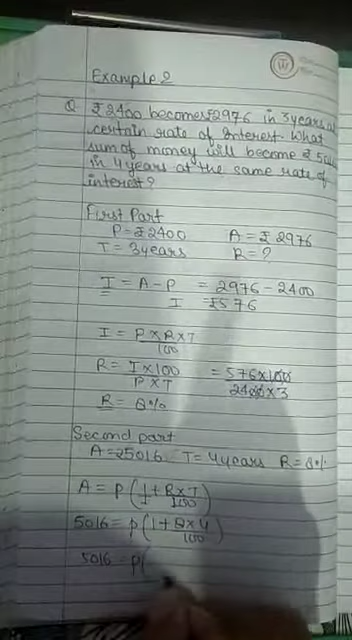 Example 2
Q ₹2400 becomes ₹2976 in 3 years at
certain rate of interest. What
sum of money will become ₹
in 4 years at the same rate of
interest?
First Part
P = ₹2400 A = ₹2976
T = 3 years R = ?
I = A - P = 2976 - 2400
I = ₹576
I = P × R × T / 100
R = I × 100 / P × T = 576 × 100 / 2400 × 3
R = 8%
Second part
A = ₹5016 T = 4 years R = 8%
A = P (1 + R × T / 100)
5016 = P (1 + 8 × 4 / 100)
5016 = P (